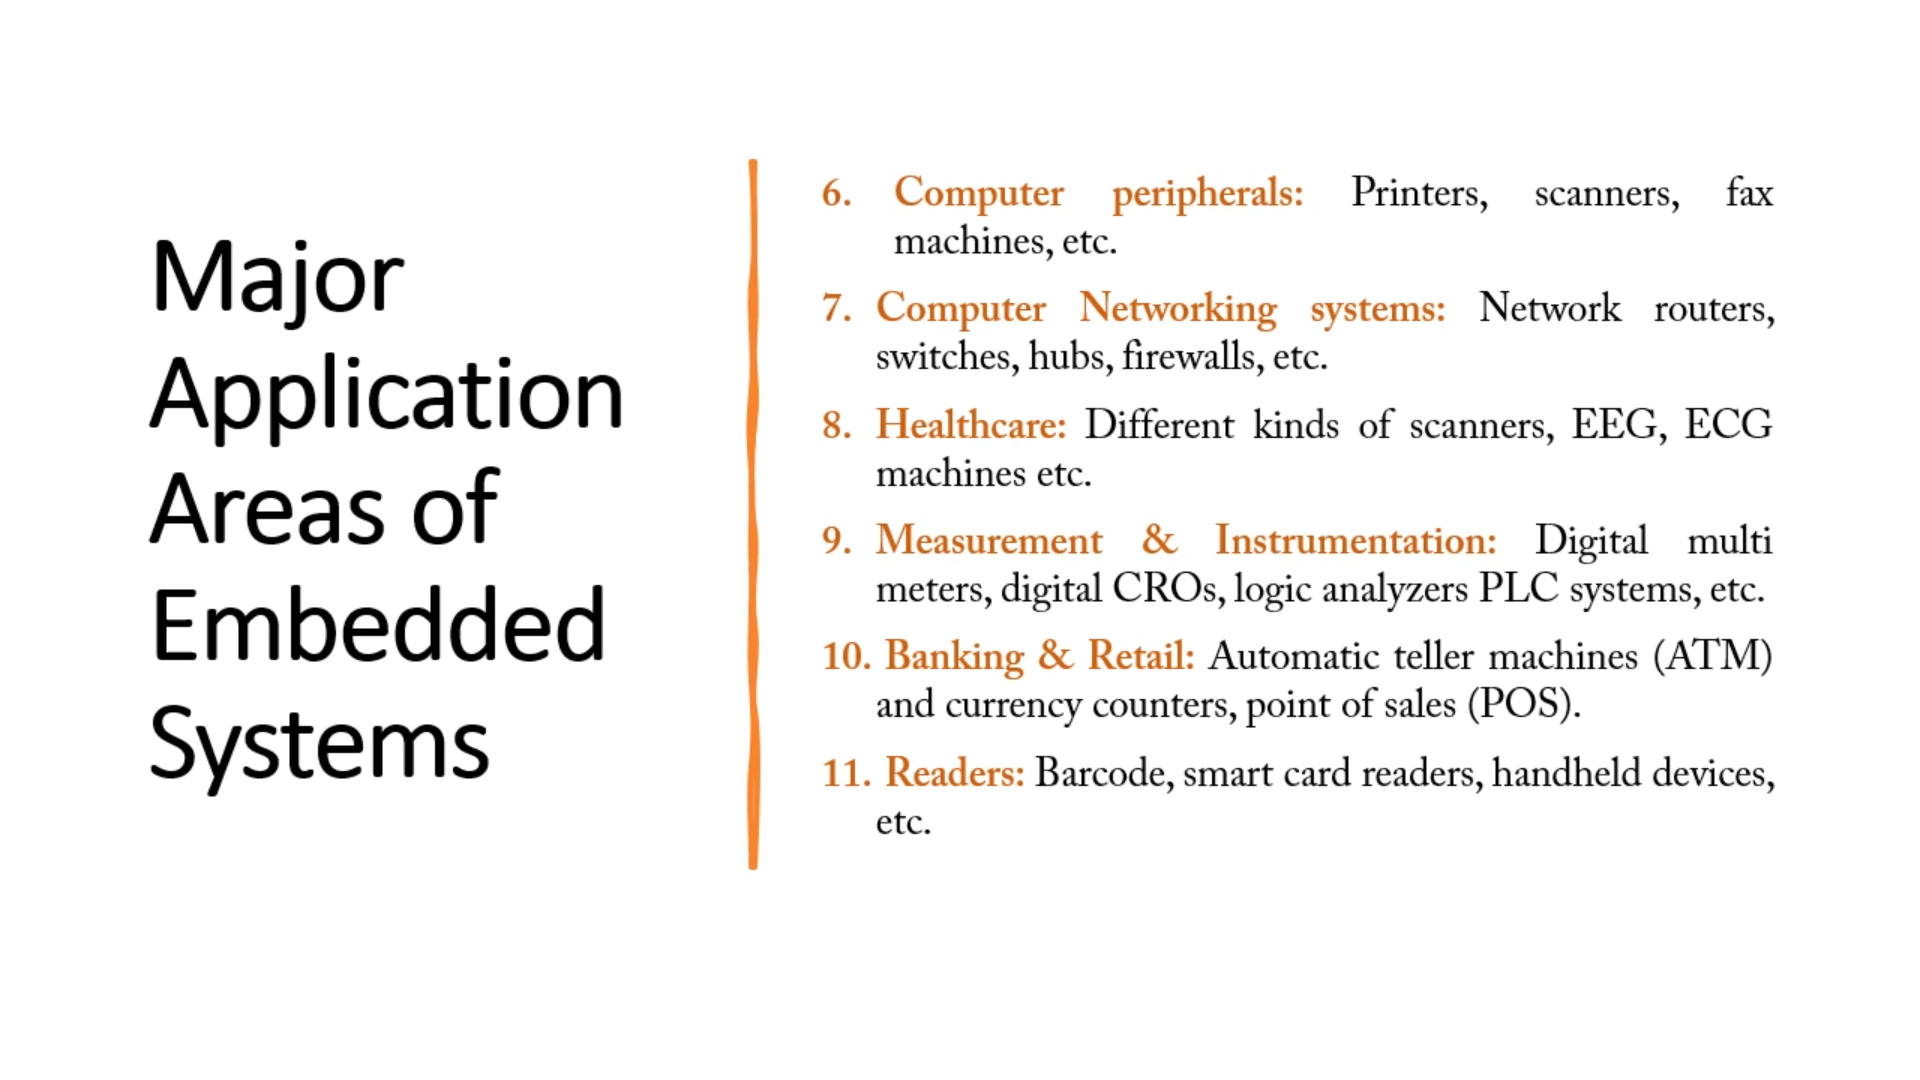 Major
Application
Areas of
Embedded
Systems
6. Computer peripherals: Printers, scanners, fax
machines, etc.
7. Computer Networking systems: Network routers,
switches, hubs, firewalls, etc.
8. Healthcare: Different kinds of scanners, EEG, ECG
machines etc.
9. Measurement & Instrumentation: Digital multi
meters, digital CROs, logic analyzers PLC systems, etc.
10. Banking & Retail: Automatic teller machines (ATM)
and currency counters, point of sales (POS).
11. Readers: Barcode, smart card readers, handheld devices,
etc.